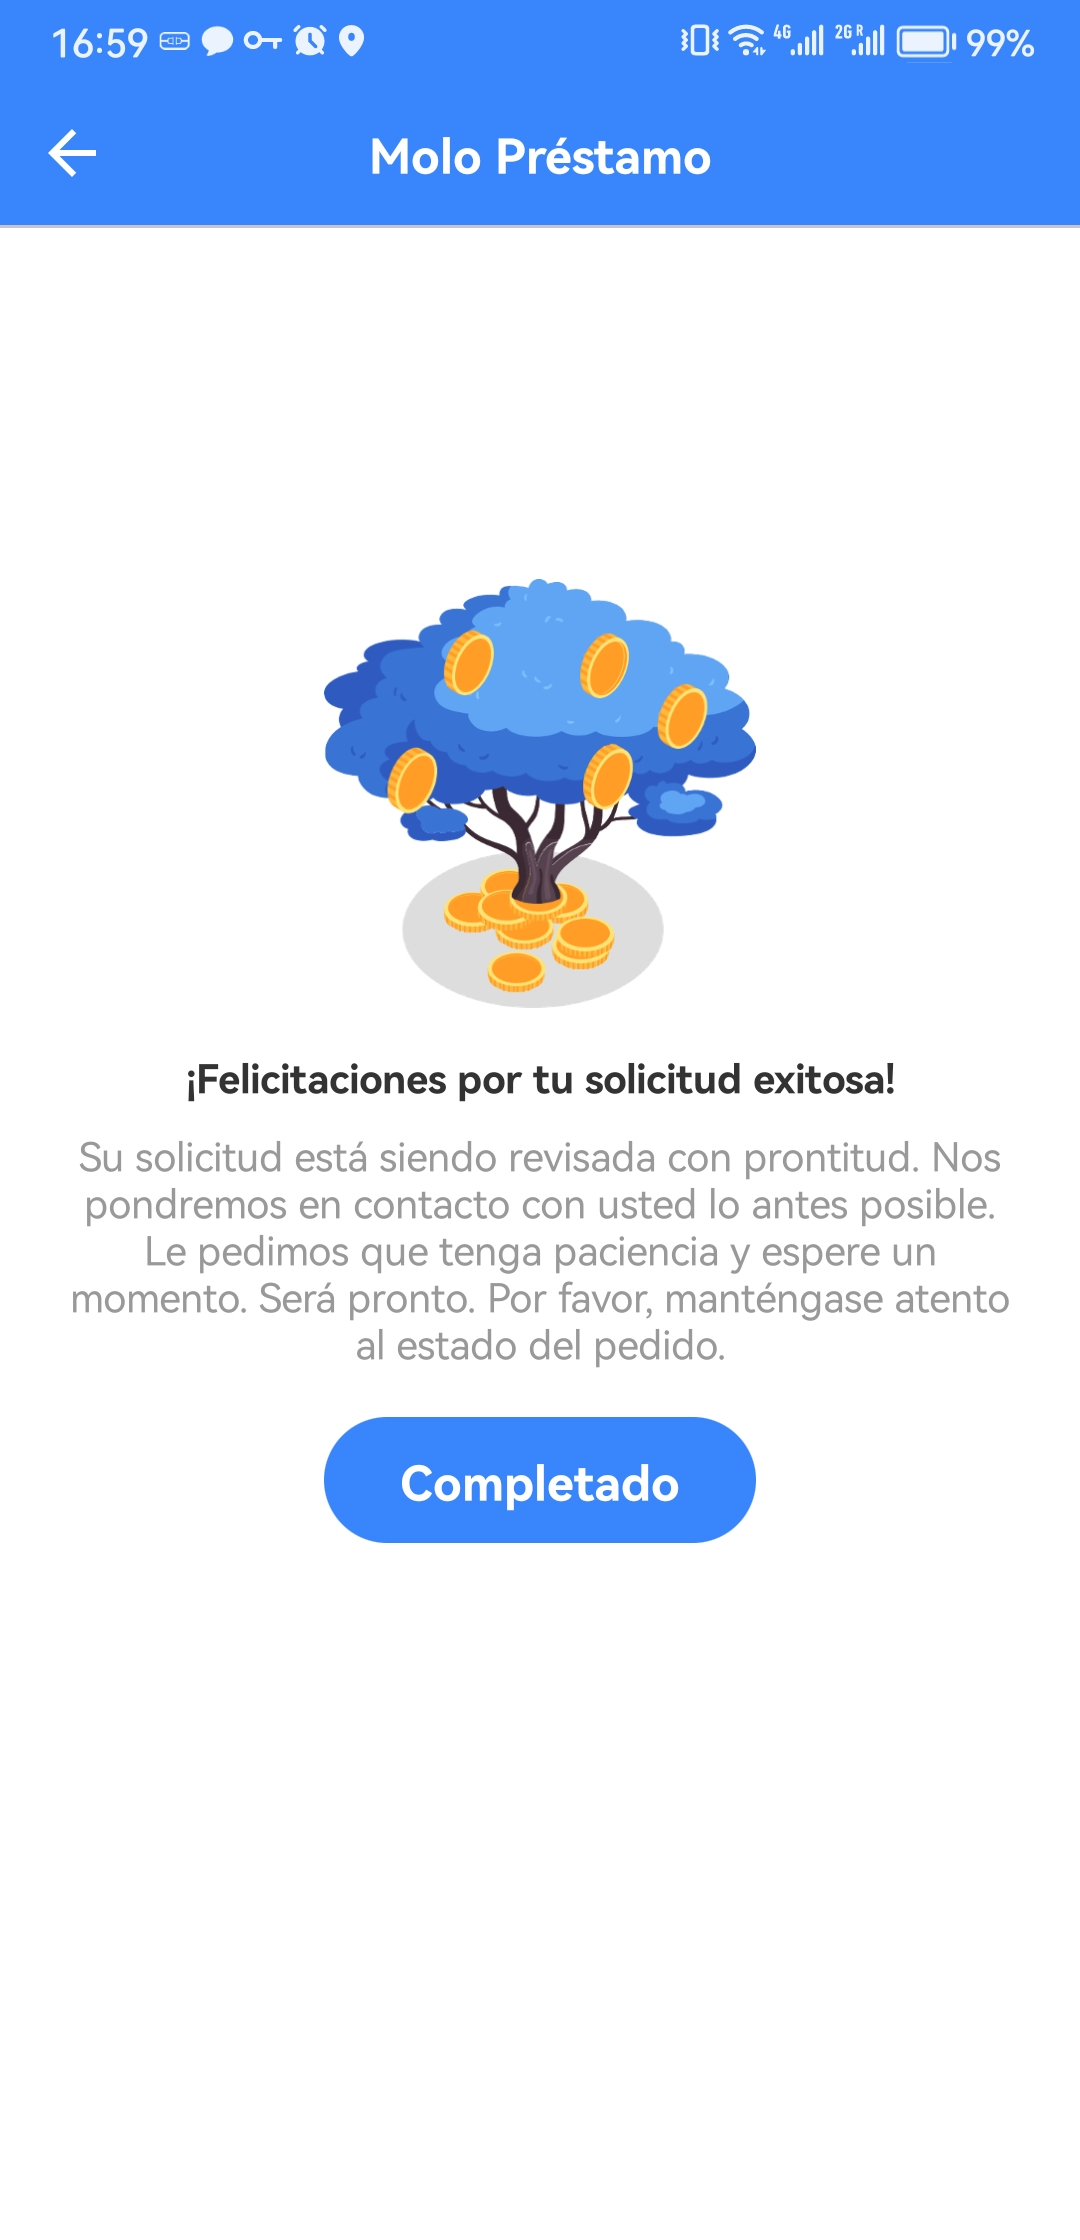 16:59
4G
2G R
99%
Molo Préstamo
¡Felicitaciones por tu solicitud exitosa!
Su solicitud está siendo revisada con prontitud. Nos
pondremos en contacto con usted lo antes posible.
Le pedimos que tenga paciencia y espere un
momento. Será pronto. Por favor, manténgase atento
al estado del pedido.
Completado